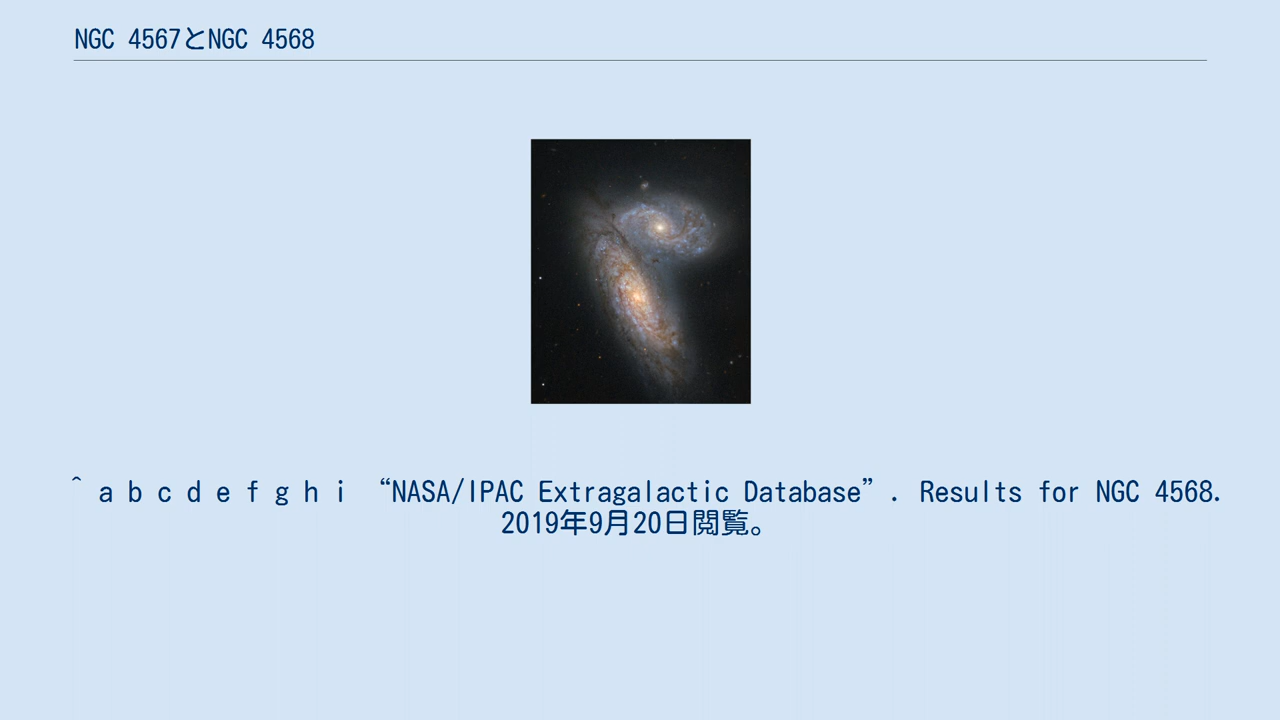 NGC 4567とNGC 4568
^ a b c d e f g h i “NASA/IPAC Extragalactic Database”. Results for NGC 4568.
2019年9月20日閲覧。